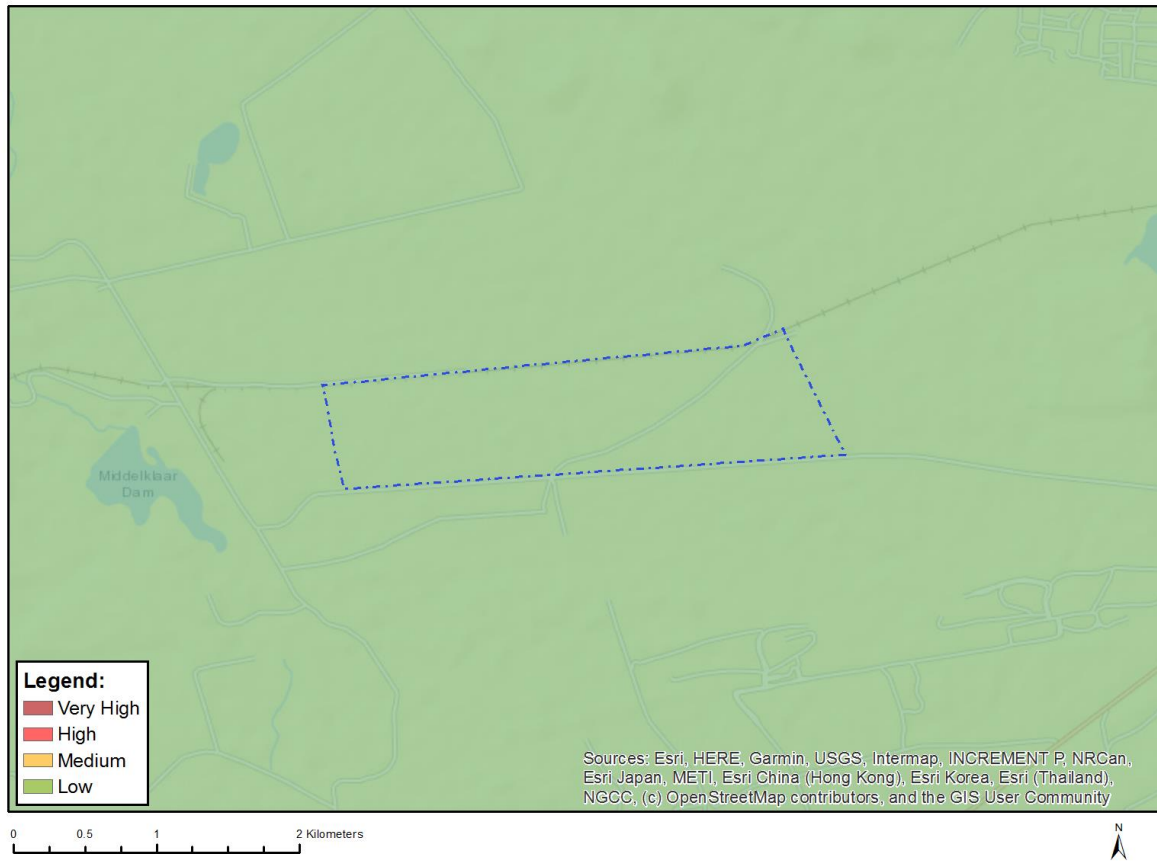 Middelklaar
Dam
Legend:
Very High
High
Medium
Low
Sources: Esri, HERE, Garmin, USGS, Intermap, INCREMENT P, NRCan,
Esri Japan, METI, Esri China (Hong Kong), Esri Korea, Esri (Thailand),
NGCC, (c) OpenStreetMap contributors, and the GIS User Community
0 0.5 1 2 Kilometers
N